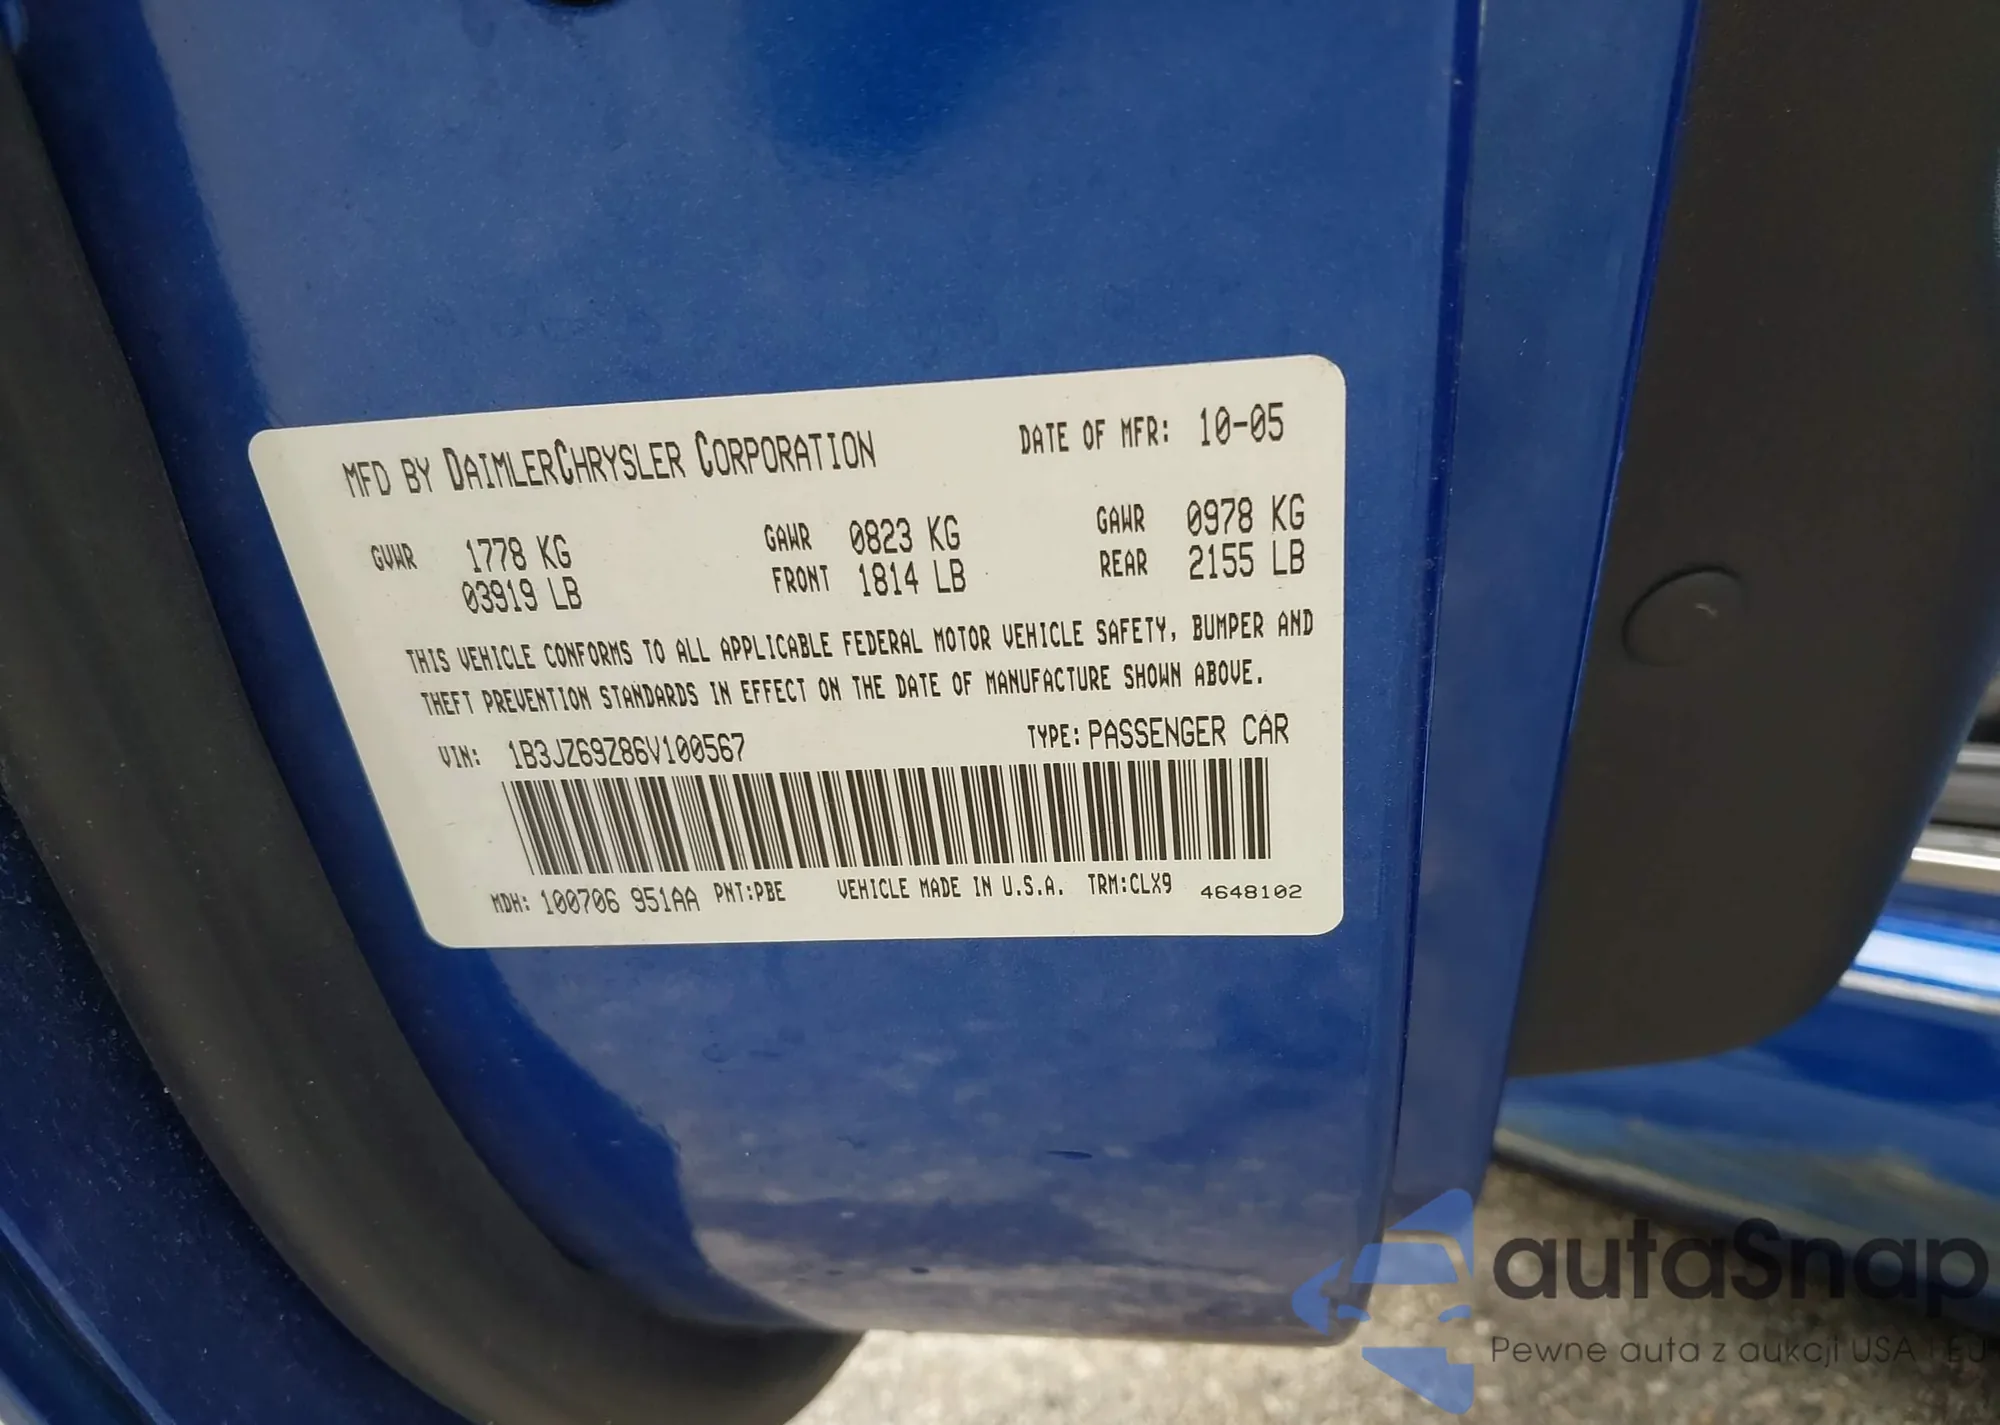 MFD BY DAIMLERCHRYSLER CORPORATION DATE OF MFR: 10-05
GVWR 1778 KG GAWR 0823 KG GAWR 0978 KG
03919 LB FRONT 1814 LB REAR 2155 LB
THIS VEHICLE CONFORMS TO ALL APPLICABLE FEDERAL MOTOR VEHICLE SAFETY, BUMPER AND
THEFT PREVENTION STANDARDS IN EFFECT ON THE DATE OF MANUFACTURE SHOWN ABOVE.
VIN: 1B3JZ69Z86V100567 TYPE: PASSENGER CAR
MDH: 100706 951AA PNT:PBE VEHICLE MADE IN U.S.A. TRM:CLX9 4648102
autaSnap
Pewne auta z aukcji USA i EU